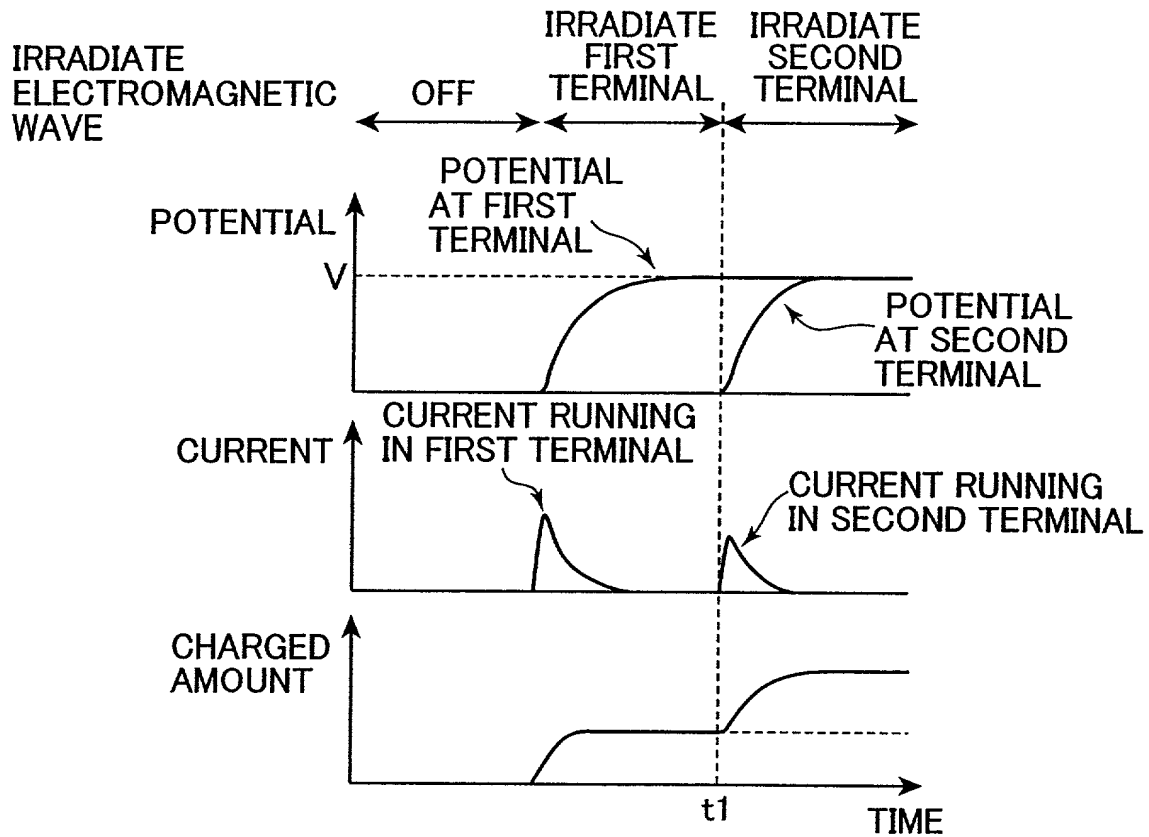 IRRADIATE
ELECTROMAGNETIC
WAVE
OFF
IRRADIATE
FIRST
TERMINAL
IRRADIATE
SECOND
TERMINAL
POTENTIAL
V
POTENTIAL
AT FIRST
TERMINAL
POTENTIAL
AT SECOND
TERMINAL
CURRENT
CURRENT RUNNING
IN FIRST TERMINAL
CURRENT RUNNING
IN SECOND TERMINAL
CHARGED
AMOUNT
t1
TIME